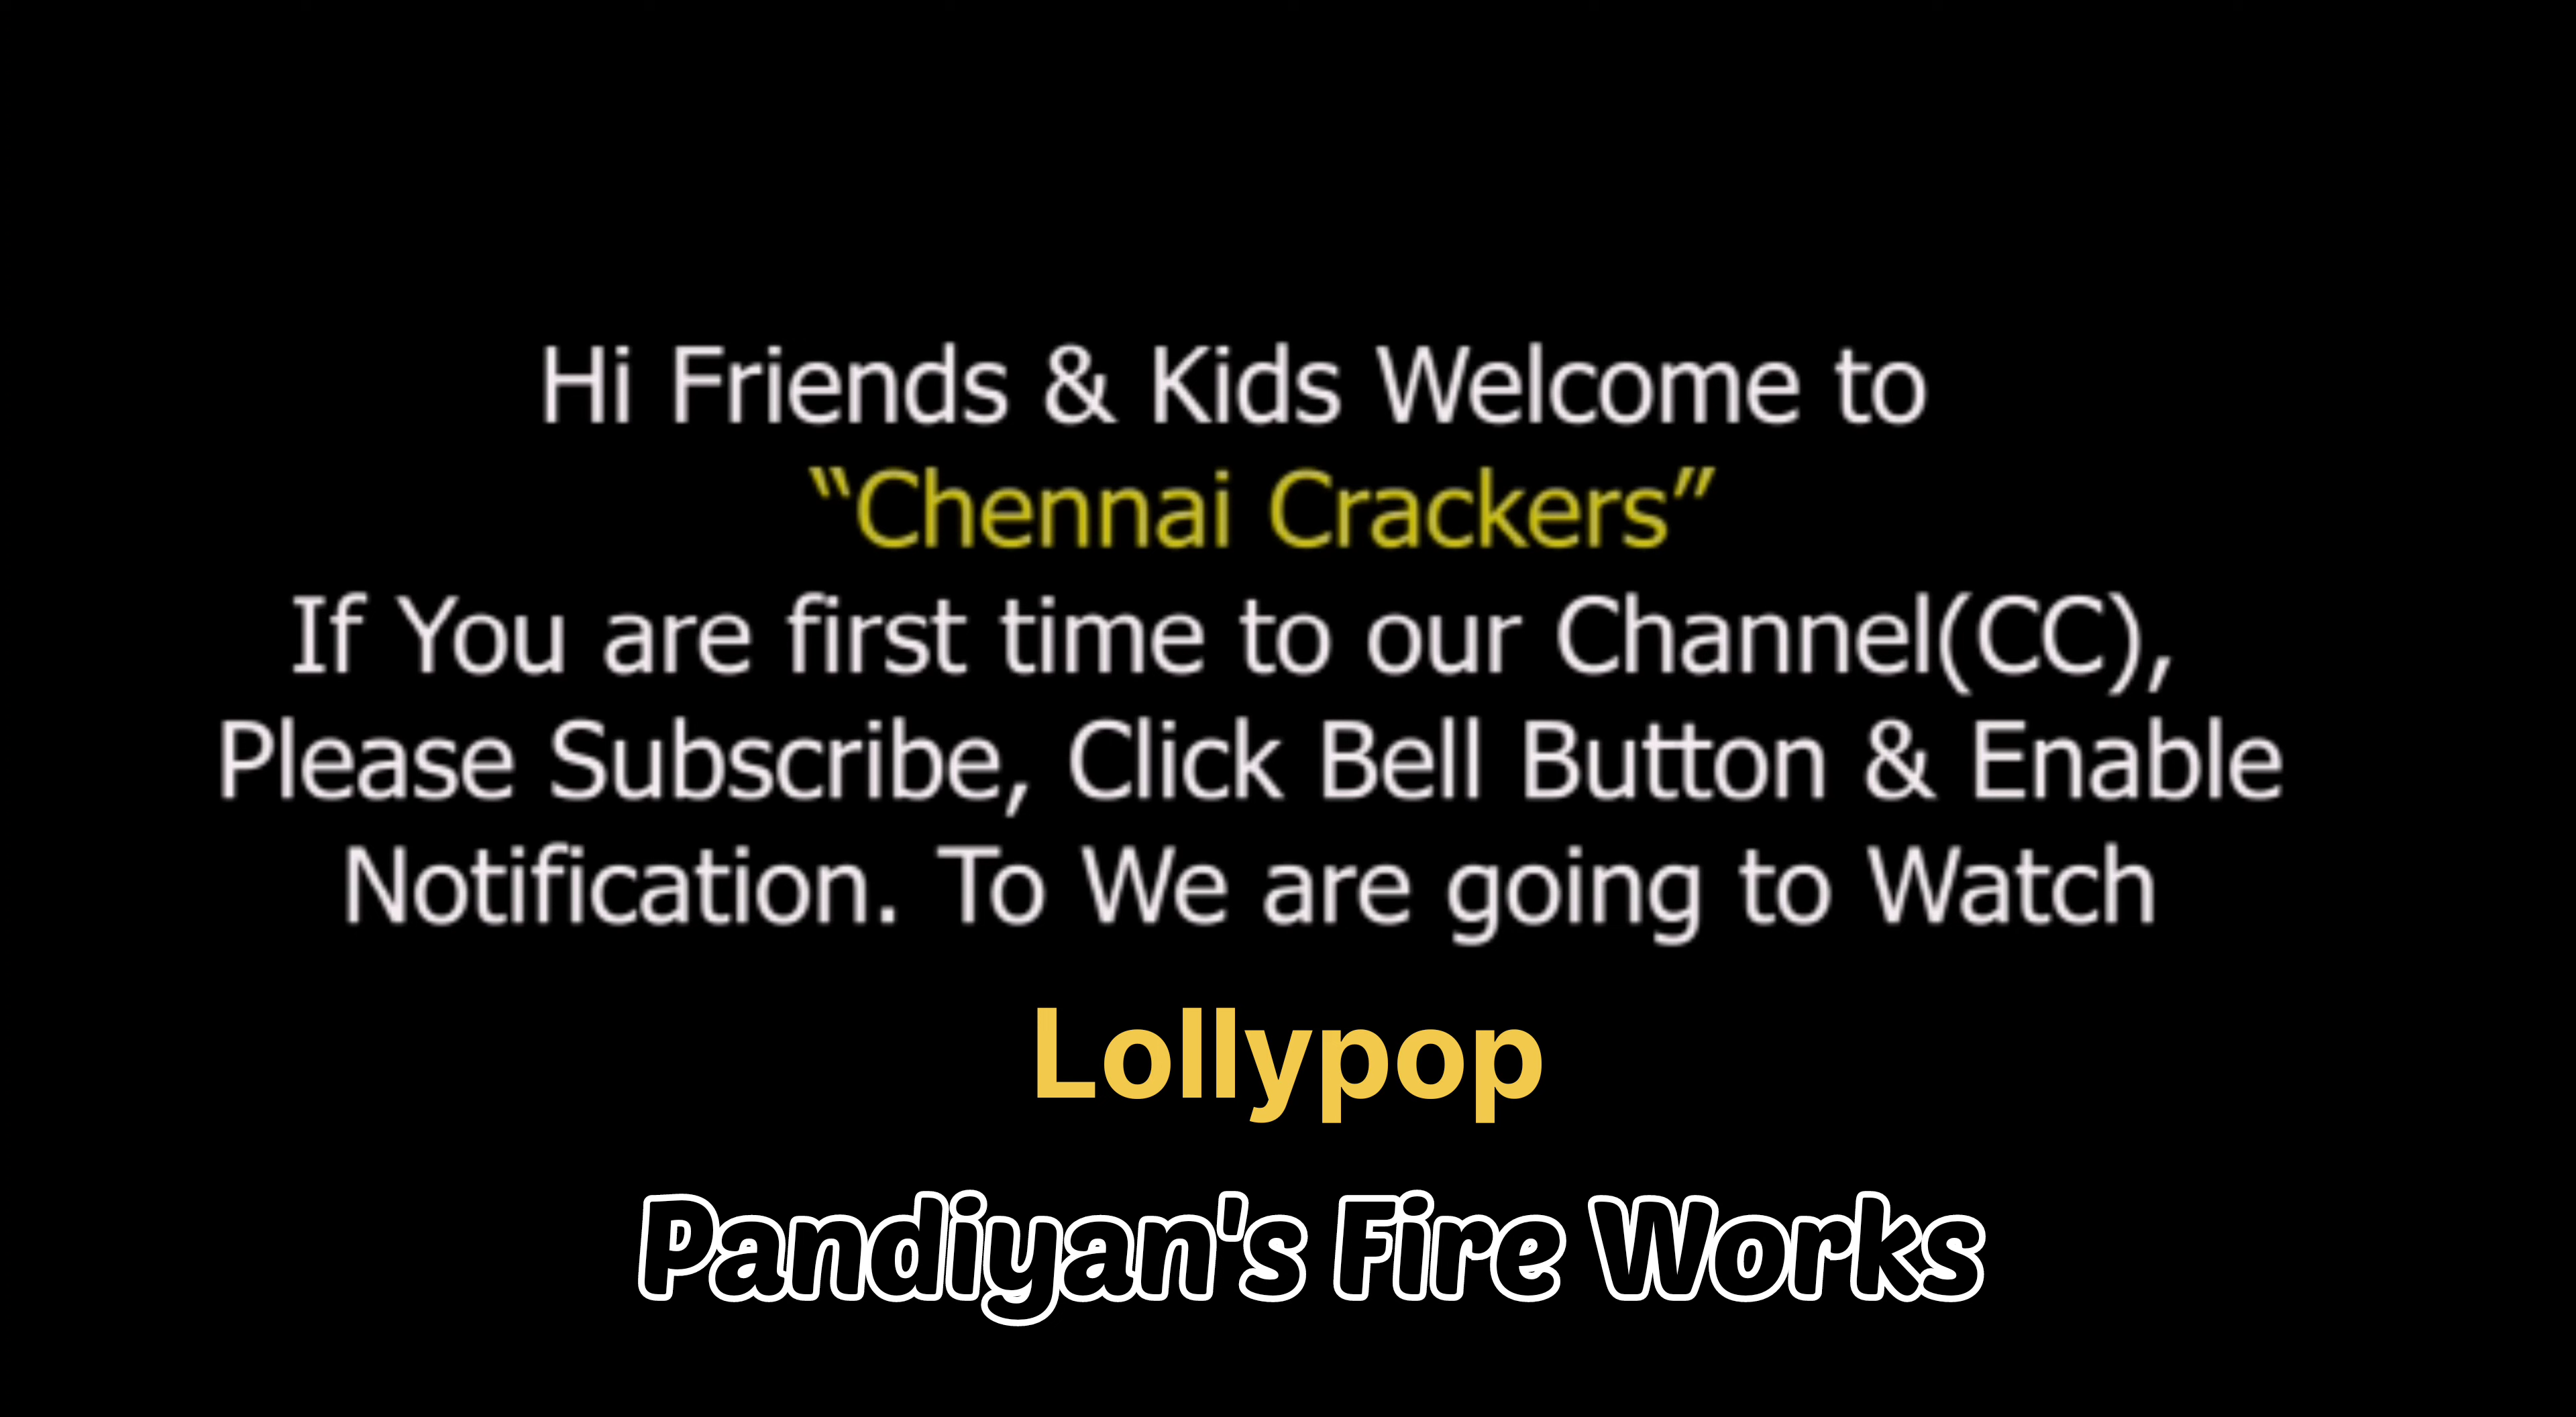 Hi Friends & Kids Welcome to
“Chennai Crackers”
If You are first time to our Channel(CC),
Please Subscribe, Click Bell Button & Enable
Notification. To We are going to Watch
Lollypop
Pandiyan's Fire Works